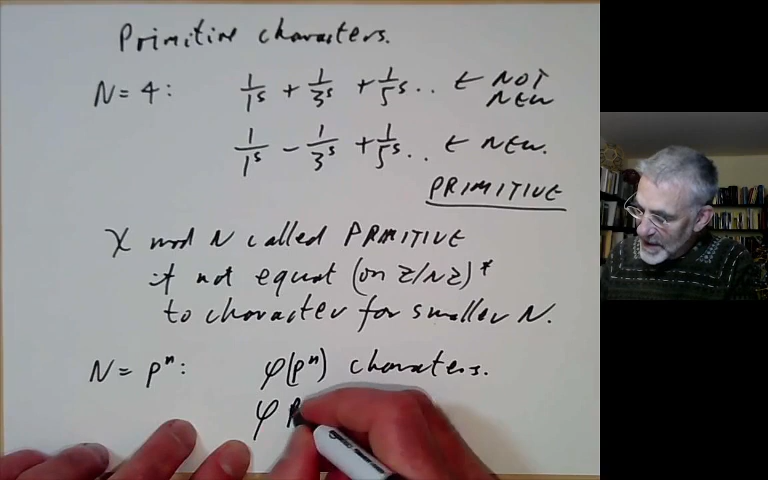 Primitive characters.
N = 4: 1/1^s + 1/3^s + 1/5^s .. ← NOT NEW
1/1^s - 1/3^s + 1/5^s .. ← NEW.
PRIMITIVE
χ mod N called PRIMITIVE
if not equal (on Z/NZ)*
to character for smaller N.
N = p^n: φ(p^n) characters.
φ